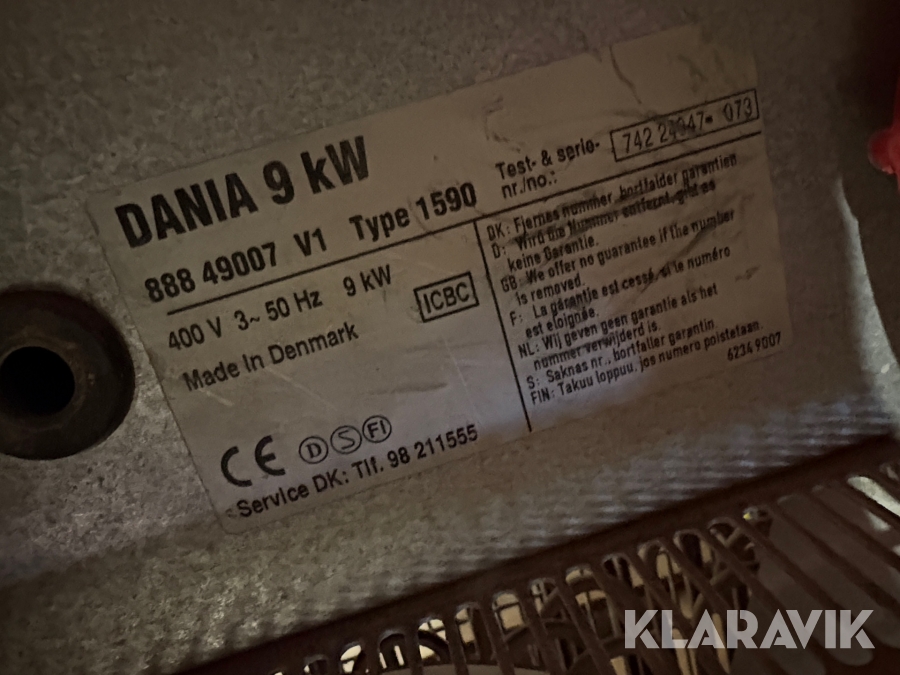 DANIA 9 kW
888 49007 V1 Type 1590
400 V 3~ 50 Hz 9 kW
Made in Denmark
ICBC
CE D S FI
Service DK: Tlf. 98 211555
Test- & serie-
nr./no.:
742 24047- 073
DK: Fjernes nummer, bortfalder garantien
D: Wird die Nummer entfernt, gibt es
keine Garantie.
GB: We offer no guarantee if the number
is removed.
F: La garantie est cessé, si le numéro
est eloignée.
NL: Wij geven geen garantie als het
nummer verwijderd is.
S: Saknas nr., bortfaller garantin.
FIN: Takuu loppuu, jos numero poistetaan.
6234 9007
KLARAVIK